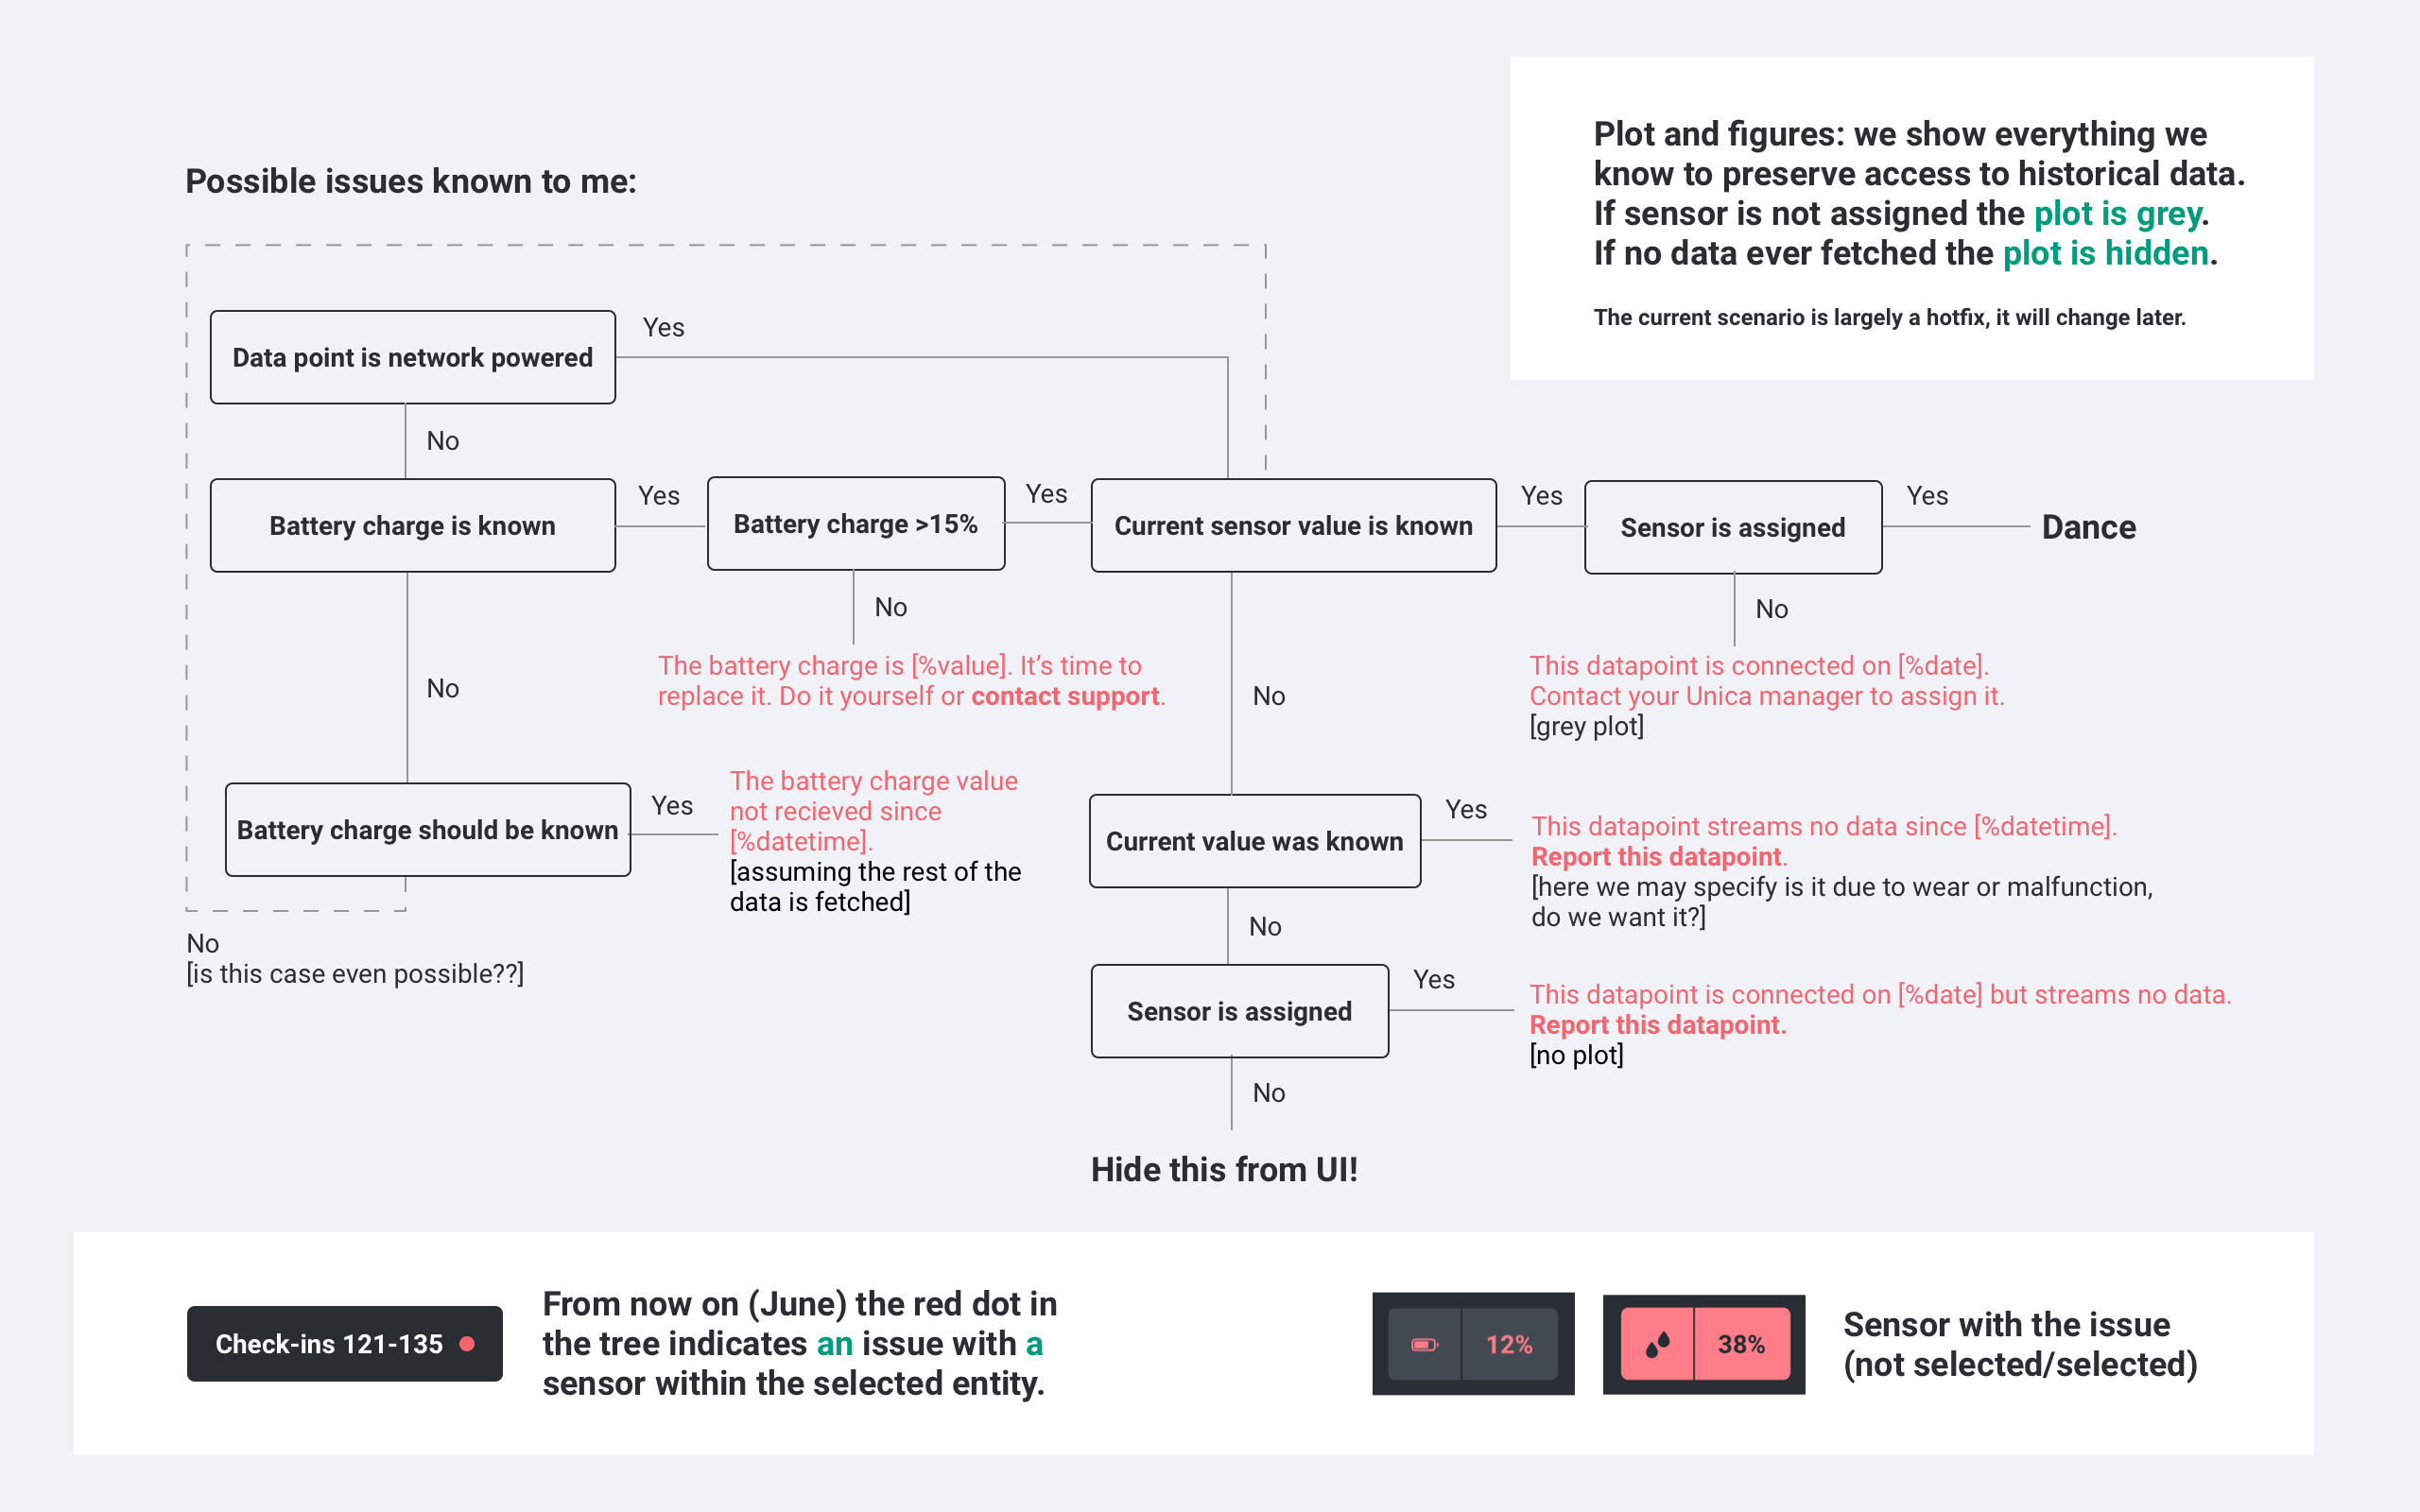 Plot and figures: we show everything we
know to preserve access to historical data.
If sensor is not assigned the plot is grey.
If no data ever fetched the plot is hidden.
The current scenario is largely a hotfix, it will change later.
Possible issues known to me:
Data point is network powered
Yes
No
Battery charge is known
Yes
Battery charge >15%
Yes
Current sensor value is known
Yes
Sensor is assigned
Yes
Dance
No
The battery charge is [%value]. It’s time to
replace it. Do it yourself or contact support.
No
This datapoint is connected on [%date].
Contact your Unica manager to assign it.
[grey plot]
No
No
Battery charge should be known
Yes
The battery charge value
not recieved since
[%datetime].
[assuming the rest of the
data is fetched]
No
[is this case even possible??]
Current value was known
Yes
This datapoint streams no data since [%datetime].
Report this datapoint.
[here we may specify is it due to wear or malfunction,
do we want it?]
No
Sensor is assigned
Yes
This datapoint is connected on [%date] but streams no data.
Report this datapoint.
[no plot]
No
Hide this from UI!
Check-ins 121-135
From now on (June) the red dot in
the tree indicates an issue with a
sensor within the selected entity.
12%
38%
Sensor with the issue
(not selected/selected)